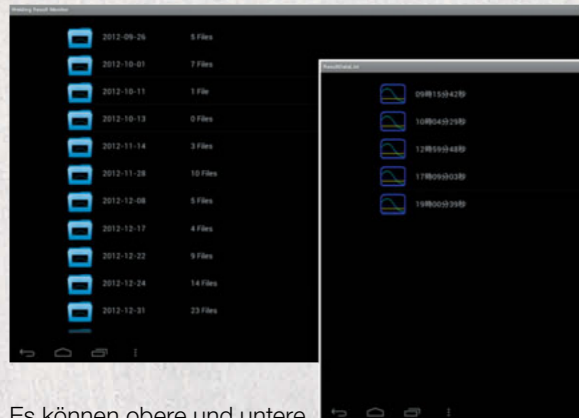 Welding Result Monitor
2012-09-26 5 Files
2012-10-01 7 Files
2012-10-11 1 File
2012-10-13 0 Files
2012-11-14 3 Files
2012-11-28 10 Files
2012-12-08 5 Files
2012-12-17 4 Files
2012-12-22 9 Files
2012-12-24 14 Files
2012-12-31 23 Files
ResultDataList
09時15分42秒
10時04分29秒
12時59分48秒
17時09分03秒
19時00分39秒
Es können obere und untere